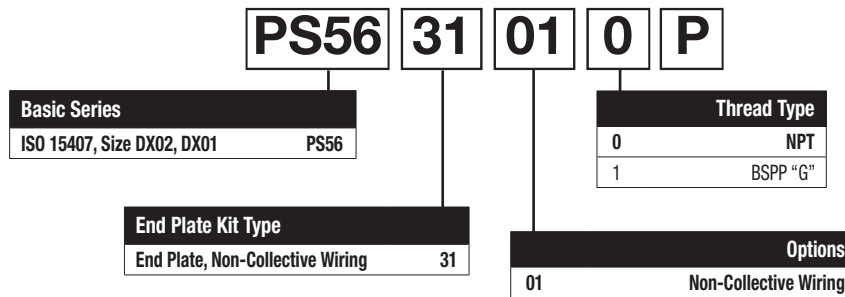 PS56 31 01 0 P
Basic Series
ISO 15407, Size DX02, DX01 PS56
Thread Type
0 NPT
1 BSPP “G”
End Plate Kit Type
End Plate, Non-Collective Wiring 31
Options
01 Non-Collective Wiring